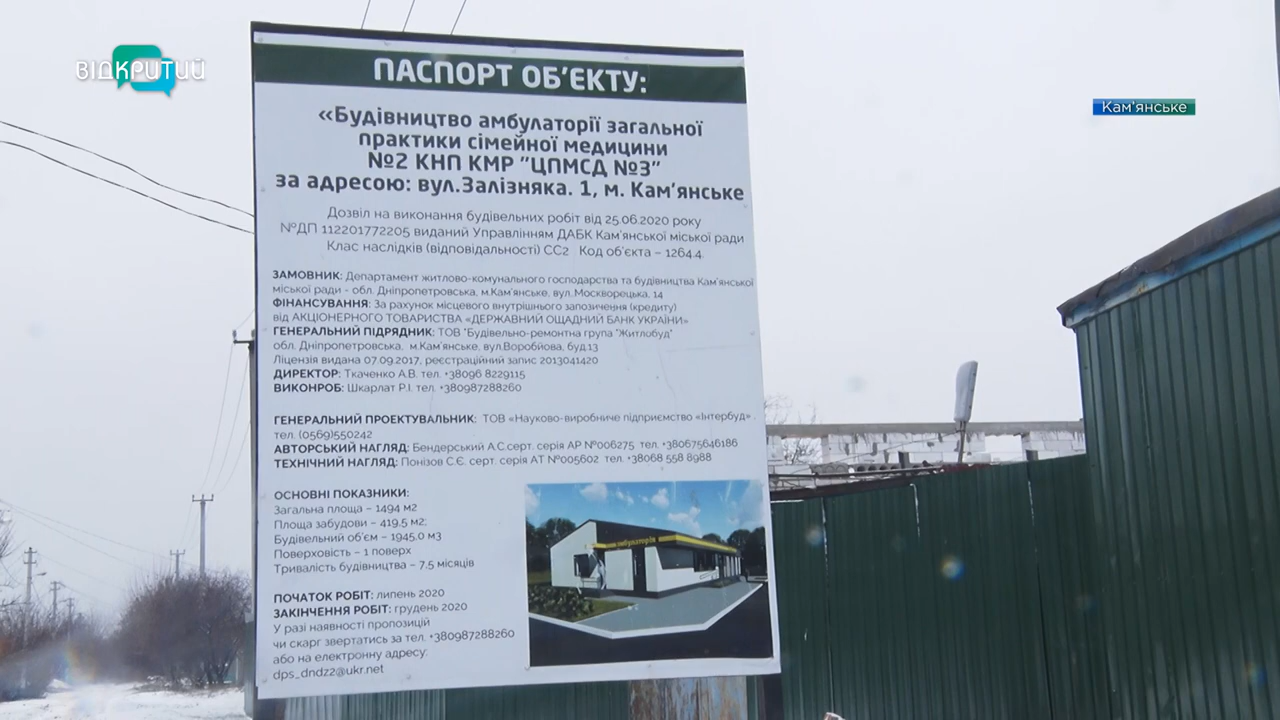 ВІДКРИТИЙ
Кам'янське
ПАСПОРТ ОБ'ЄКТУ:
«Будівництво амбулаторії загальної
практики сімейної медицини
№2 КНП КМР "ЦПМСД №3"
за адресою: вул.Залізняка. 1, м. Кам'янське
Дозвіл на виконання будівельних робіт від 25.06.2020 року
№ДП 112201772205 виданий Управлінням ДАБК Кам'янської міської ради
Клас наслідків (відповідальності) СС2 Код об'єкта – 1264.4.
ЗАМОВНИК: Департамент житлово-комунального господарства та будівництва Кам'янської
міської ради - обл. Дніпропетровська, м.Кам'янське, вул.Москворецька, 14
ФІНАНСУВАННЯ: За рахунок місцевого внутрішнього запозичення (кредиту)
від АКЦІОНЕРНОГО ТОВАРИСТВА «ДЕРЖАВНИЙ ОЩАДНИЙ БАНК УКРАЇНИ»
ГЕНЕРАЛЬНИЙ ПІДРЯДНИК: ТОВ "Будівельно-ремонтна група "Житлобуд"
обл. Дніпропетровська, м.Кам'янське, вул.Воробйова, буд.13
Ліцензія видана 07.09.2017, реєстраційний запис 2013041420
ДИРЕКТОР: Ткаченко А.В. тел. +38096 8229115
ВИКОНРОБ: Шкарлат Р.І. тел. +380987288260
ГЕНЕРАЛЬНИЙ ПРОЕКТУВАЛЬНИК: ТОВ «Науково-виробниче підприємство «Інтербуд» .
тел. (0569)550242
АВТОРСЬКИЙ НАГЛЯД: Бендерський А.С.серт. серія АР №006275 тел. +380675646186
ТЕХНІЧНИЙ НАГЛЯД: Понізов С.Є. серт. серія АТ №005602 тел. +38068 558 8988
ОСНОВНІ ПОКАЗНИКИ:
Загальна площа – 1494 м2
Площа забудови – 419.5 м2;
Будівельний об'єм – 1945.0 м3
Поверховість – 1 поверх
Тривалість будівництва – 7.5 місяців
амбулаторія
ПОЧАТОК РОБІТ: липень 2020
ЗАКІНЧЕННЯ РОБІТ: грудень 2020
У разі наявності пропозицій
чи скарг звертатись за тел. +380987288260
або на електронну адресу:
dps_dndz2@ukr.net